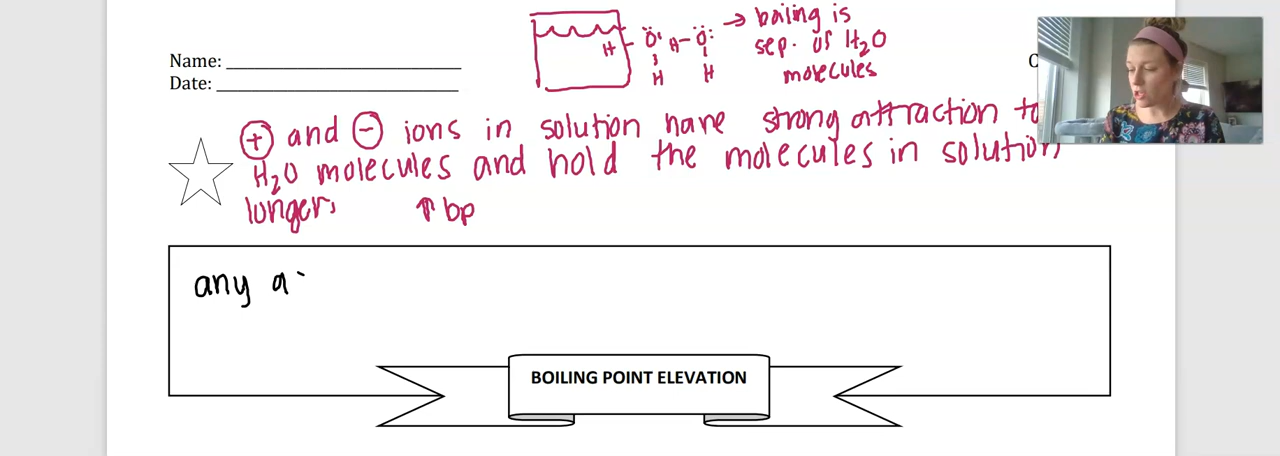 → boiling is
sep. of H2O
molecules
H - Ö: H - Ö:
H H
Name:
Date:
+ and - ions in solution have strong attraction to
H2O molecules and hold the molecules in solution
longer, ↑ bp
any a
BOILING POINT ELEVATION